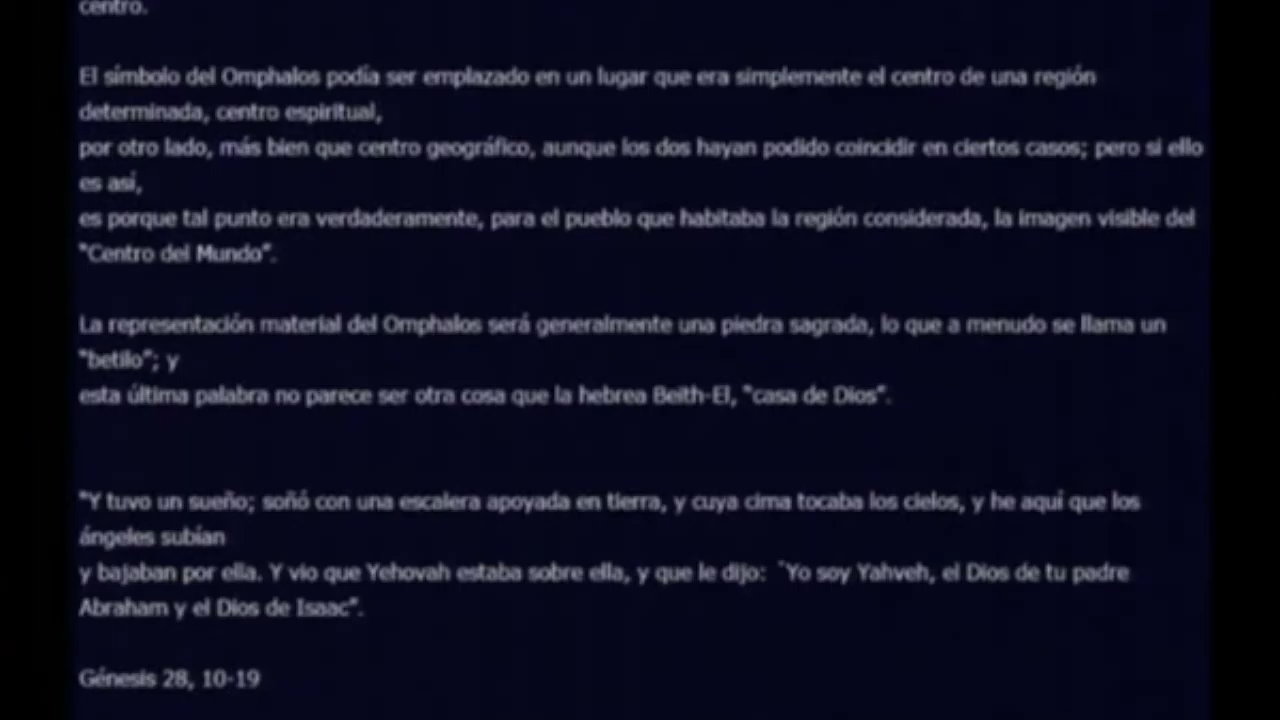 centro.
El símbolo del Omphalos podía ser emplazado en un lugar que era simplemente el centro de una región
determinada, centro espiritual,
por otro lado, más bien que centro geográfico, aunque los dos hayan podido coincidir en ciertos casos; pero si ello
es así,
es porque tal punto era verdaderamente, para el pueblo que habitaba la región considerada, la imagen visible del
"Centro del Mundo".
La representación material del Omphalos será generalmente una piedra sagrada, lo que a menudo se llama un
"betilo"; y
esta última palabra no parece ser otra cosa que la hebrea Beith-El, "casa de Dios".
"Y tuvo un sueño; soñó con una escalera apoyada en tierra, y cuya cima tocaba los cielos, y he aquí que los
ángeles subían
y bajaban por ella. Y vio que Yehovah estaba sobre ella, y que le dijo: ´Yo soy Yahveh, el Dios de tu padre
Abraham y el Dios de Isaac".
Génesis 28, 10-19